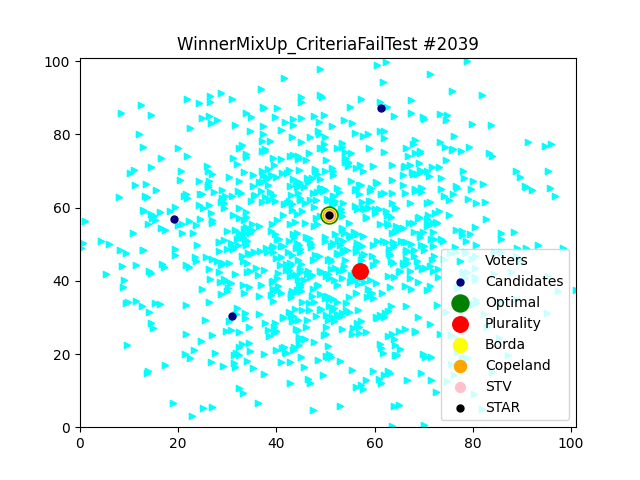 WinnerMixUp_CriteriaFailTest #2039
100
80
60
40
20
0
0 20 40 60 80 100
Voters
Candidates
Optimal
Plurality
Borda
Copeland
STV
STAR